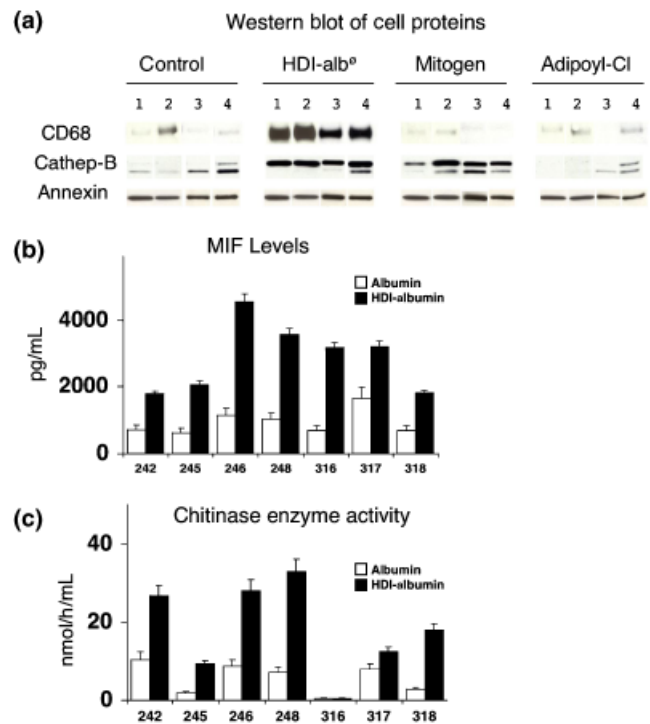 (a) Western blot of cell proteins
Control HDI-albᵠ Mitogen Adipoyl-Cl
1 2 3 4 1 2 3 4 1 2 3 4 1 2 3 4
CD68
Cathep-B
Annexin
(b) MIF Levels
Albumin
HDI-albumin
pg/mL
4000
2000
0
242 245 246 248 316 317 318
(c) Chitinase enzyme activity
Albumin
HDI-albumin
nmol/h/mL
40
20
0
242 245 246 248 316 317 318